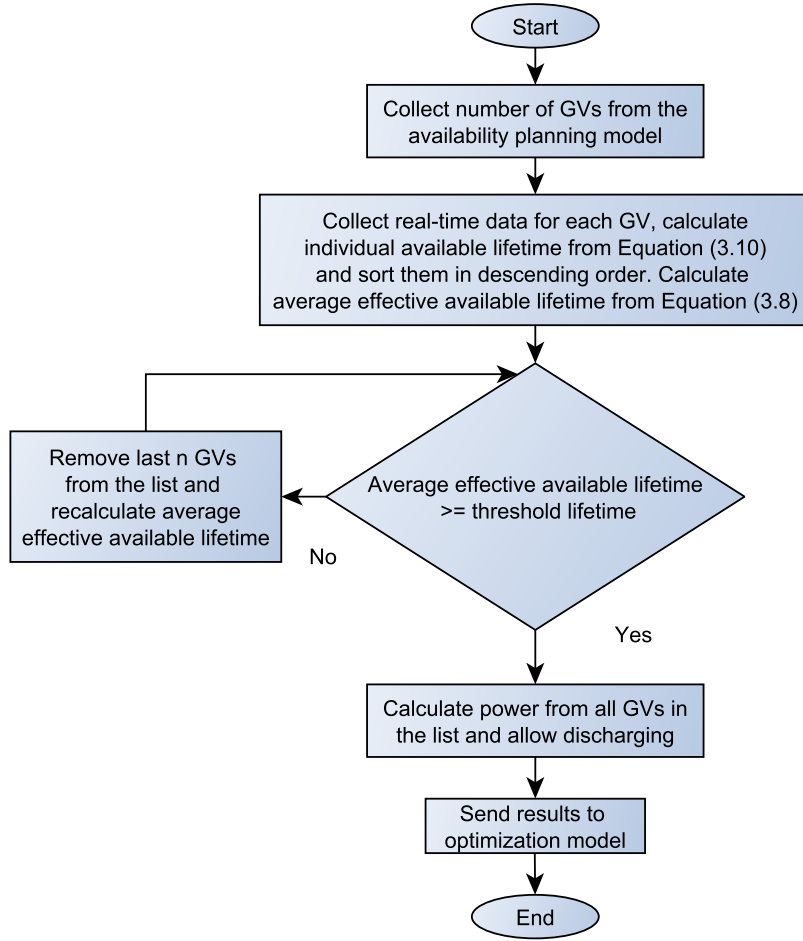 Start
Collect number of GVs from the
availability planning model
Collect real-time data for each GV, calculate
individual available lifetime from Equation (3.10)
and sort them in descending order. Calculate
average effective available lifetime from Equation (3.8)
Average effective available lifetime
>= threshold lifetime
Remove last n GVs
from the list and
recalculate average
effective available lifetime
No
Yes
Calculate power from all GVs in
the list and allow discharging
Send results to
optimization model
End